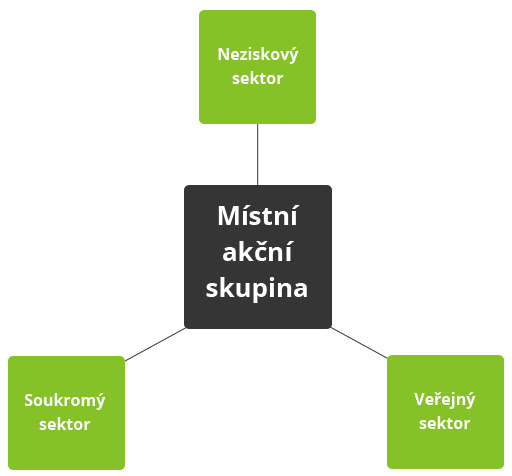 Neziskový
sektor
Místní
akční
skupina
Soukromý
sektor
Veřejný
sektor